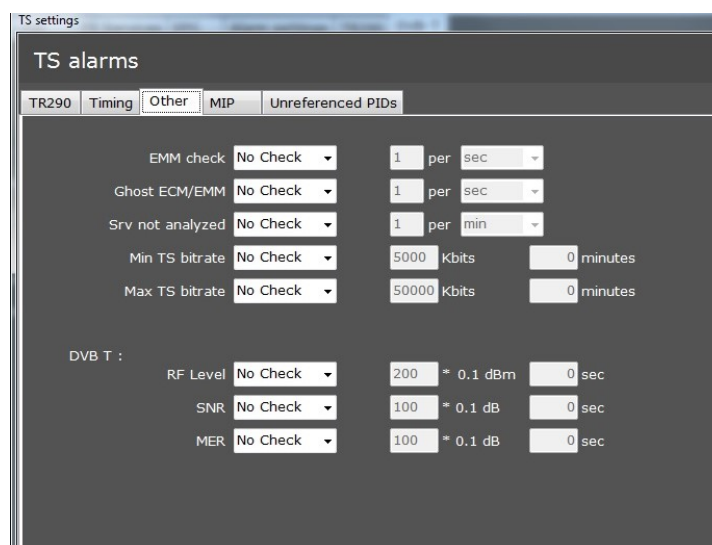 TS settings
TS alarms
TR290 Timing Other MIP Unreferenced PIDs
EMM check No Check 1 per sec
Ghost ECM/EMM No Check 1 per sec
Srv not analyzed No Check 1 per min
Min TS bitrate No Check 5000 Kbits 0 minutes
Max TS bitrate No Check 50000 Kbits 0 minutes
DVB T :
RF Level No Check 200 * 0.1 dBm 0 sec
SNR No Check 100 * 0.1 dB 0 sec
MER No Check 100 * 0.1 dB 0 sec